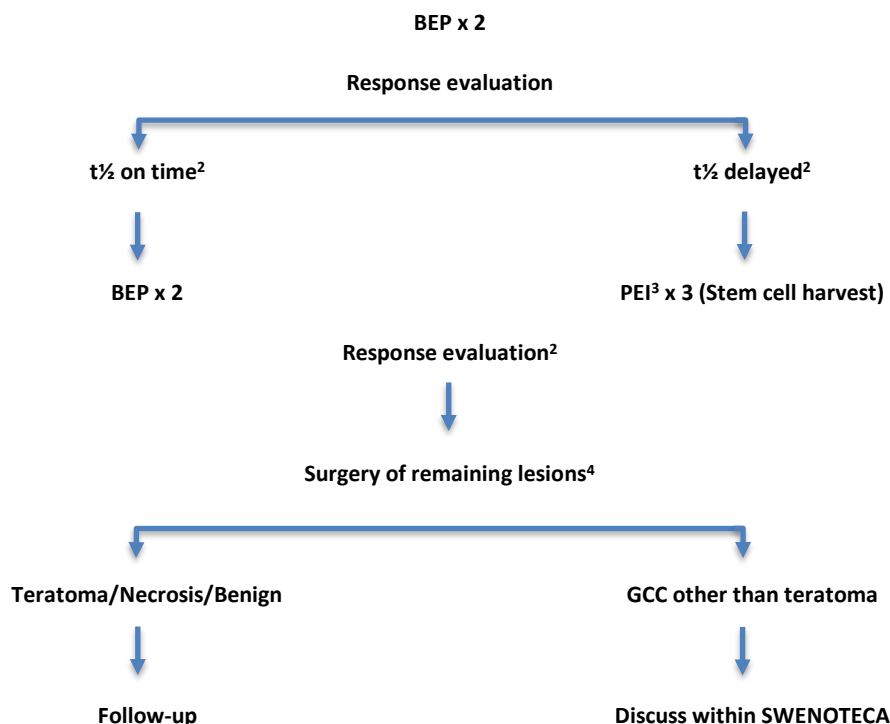 BEP x 2
Response evaluation
t½ on time²
t½ delayed²
BEP x 2
PEI³ x 3 (Stem cell harvest)
Response evaluation²
Surgery of remaining lesions⁴
Teratoma/Necrosis/Benign
GCC other than teratoma
Follow-up
Discuss within SWENOTECA